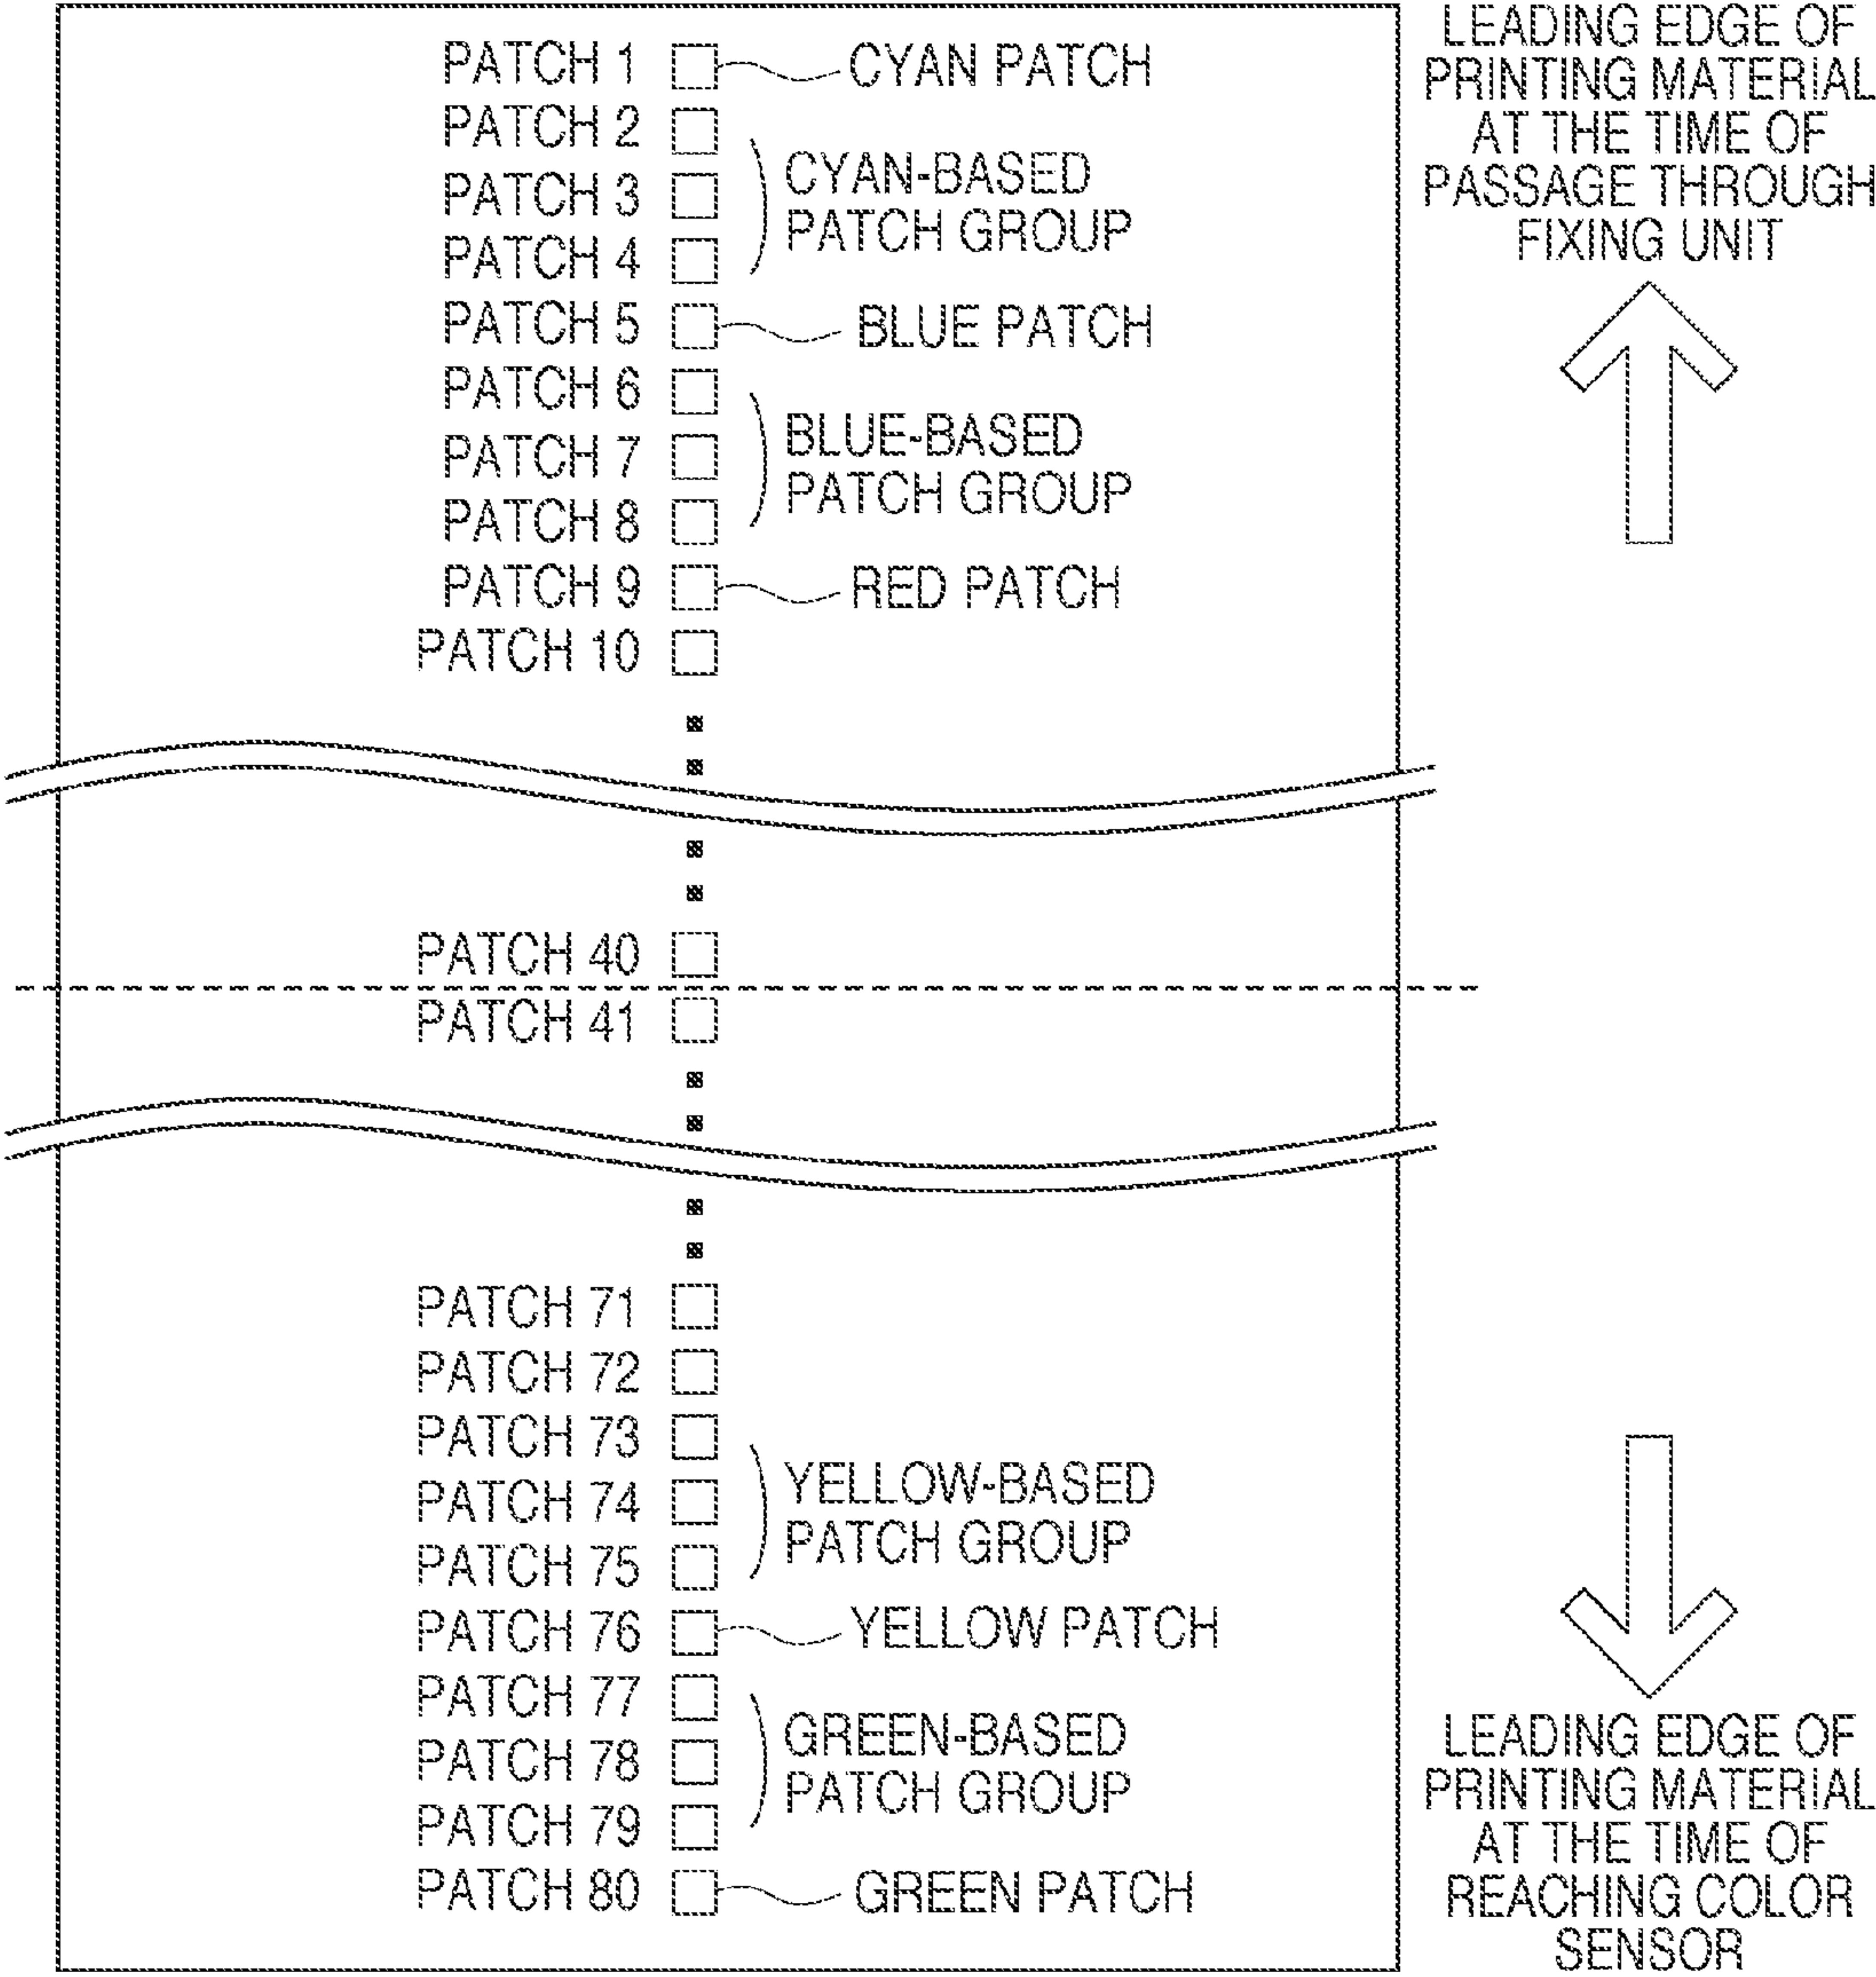 PATCH 1 CYAN PATCH
PATCH 2
PATCH 3
PATCH 4
CYAN-BASED
PATCH GROUP
PATCH 5 BLUE PATCH
PATCH 6
PATCH 7
PATCH 8
BLUE-BASED
PATCH GROUP
PATCH 9 RED PATCH
PATCH 10
PATCH 40
PATCH 41
PATCH 71
PATCH 72
PATCH 73
PATCH 74
PATCH 75
YELLOW-BASED
PATCH GROUP
PATCH 76 YELLOW PATCH
PATCH 77
PATCH 78
PATCH 79
GREEN-BASED
PATCH GROUP
PATCH 80 GREEN PATCH
LEADING EDGE OF
PRINTING MATERIAL
AT THE TIME OF
PASSAGE THROUGH
FIXING UNIT
LEADING EDGE OF
PRINTING MATERIAL
AT THE TIME OF
REACHING COLOR
SENSOR